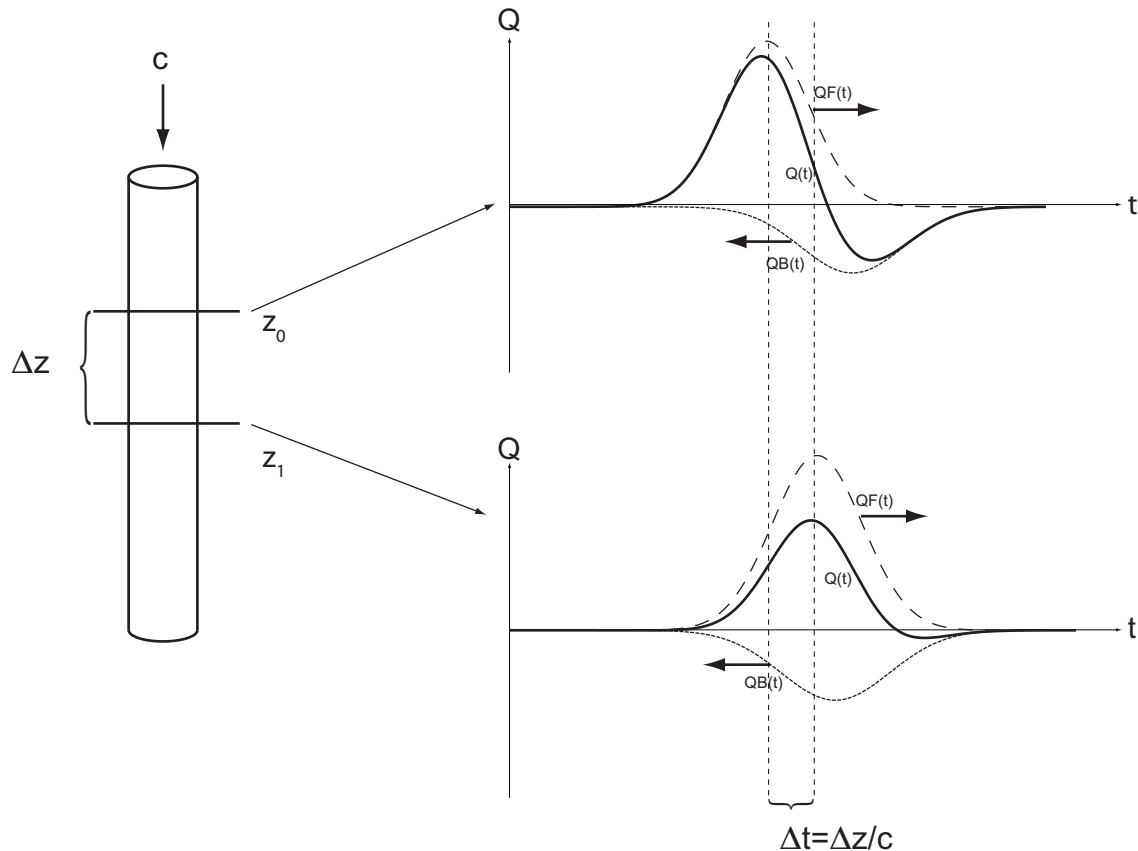 c
Δz
z0
z1
Q
QF(t)
Q(t)
QB(t)
t
Q
QF(t)
Q(t)
QB(t)
t
Δt=Δz/c